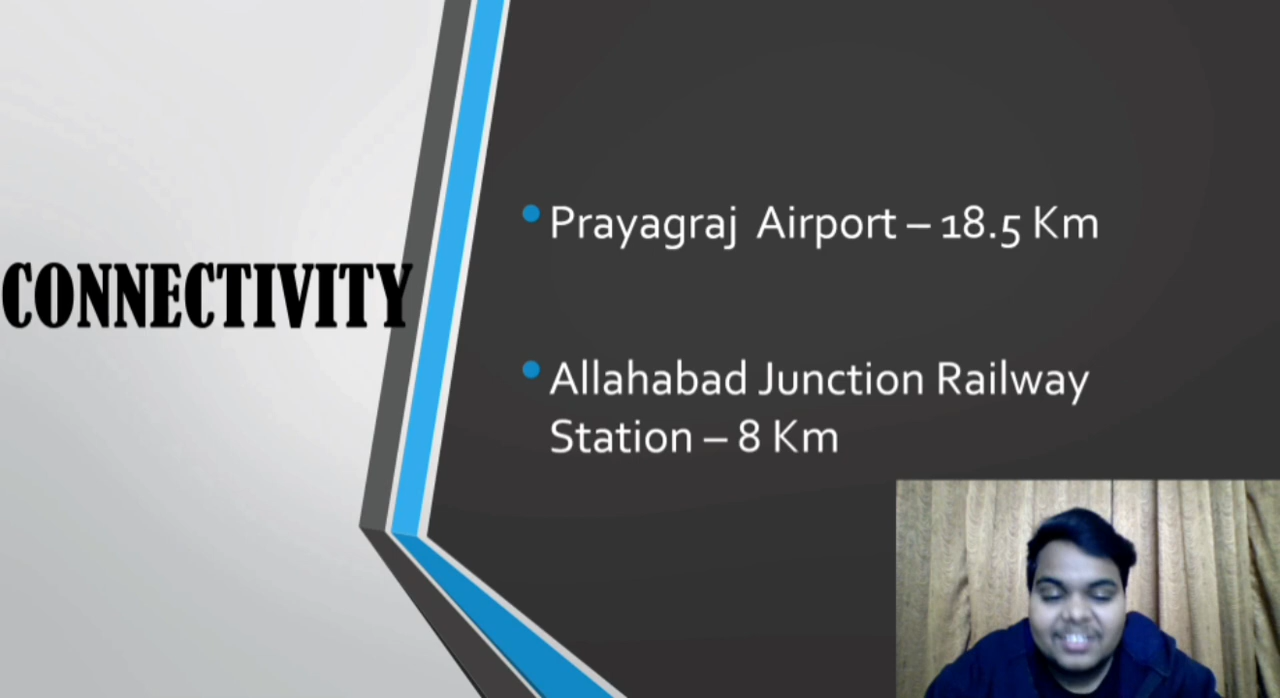 CONNECTIVITY
• Prayagraj Airport – 18.5 Km
• Allahabad Junction Railway
Station – 8 Km